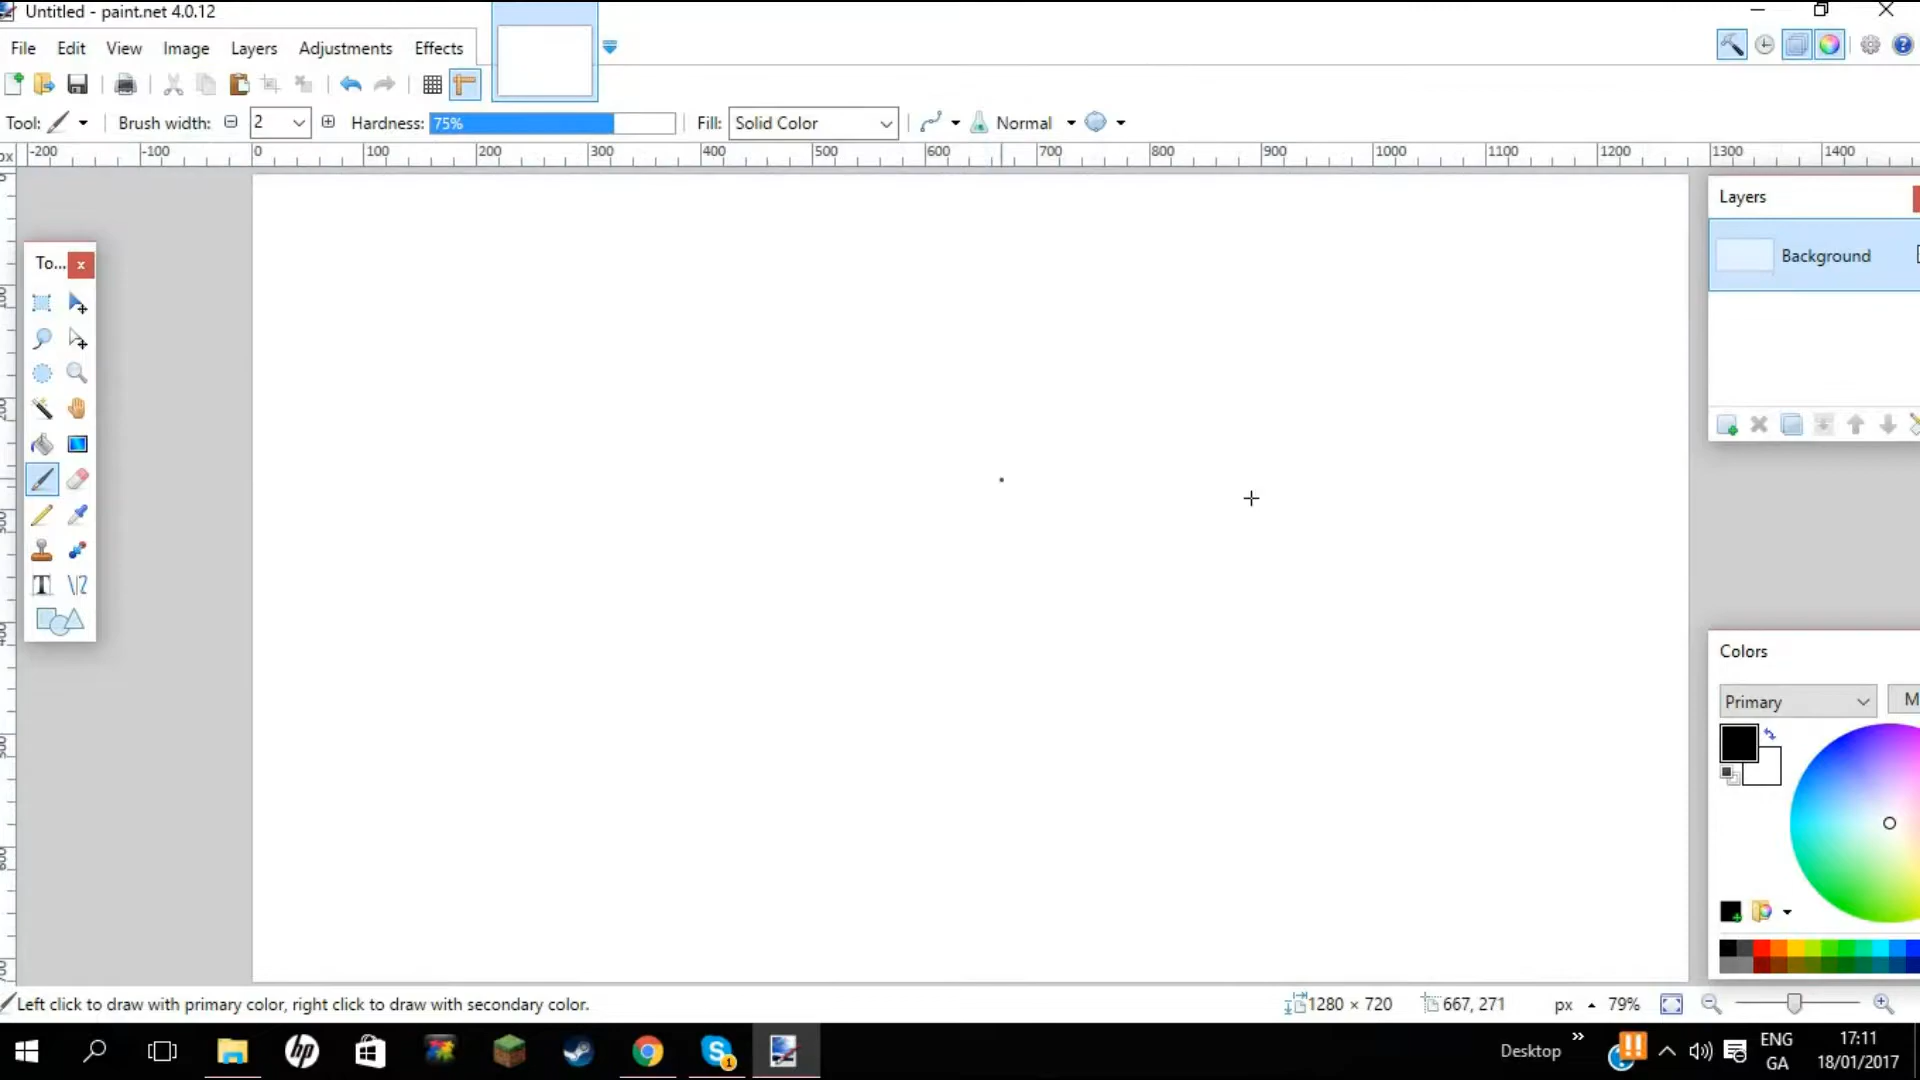 Untitled - paint.net 4.0.12
File Edit View Image Layers Adjustments Effects
Tool: Brush width: 2 Hardness: 75% Fill: Solid Color Normal
px -200 -100 0 100 200 300 400 500 600 700 800 900 1000 1100 1200 1300 1400
To...
Layers
Background
Colors
Primary M
Left click to draw with primary color, right click to draw with secondary color.
1280 × 720 667, 271 px 79%
Desktop ENG GA 17:11 18/01/2017